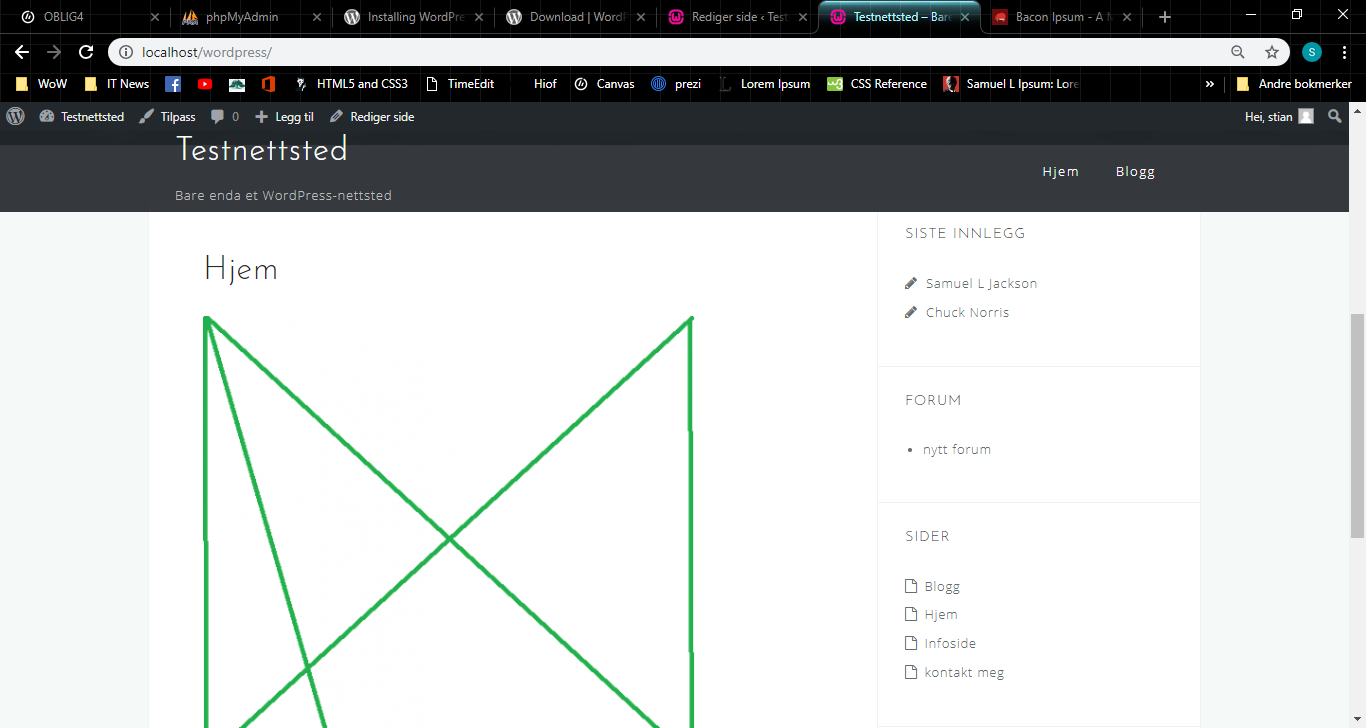 OBLIG4 phpMyAdmin Installing WordPre Download | WordF Rediger side ‹ Test Testnettsted – Bare Bacon Ipsum - A M
localhost/wordpress/ S
WoW IT News HTML5 and CSS3 TimeEdit Hiof Canvas prezi Lorem Ipsum CSS Reference Samuel L Ipsum: Lore » Andre bokmerker
Testnettsted Tilpass 0 Legg til Rediger side Hei, stian
Testnettsted
Hjem Blogg
Bare enda et WordPress-nettsted
SISTE INNLEGG
Hjem
Samuel L Jackson
Chuck Norris
FORUM
nytt forum
SIDER
Blogg
Hjem
Infoside
kontakt meg